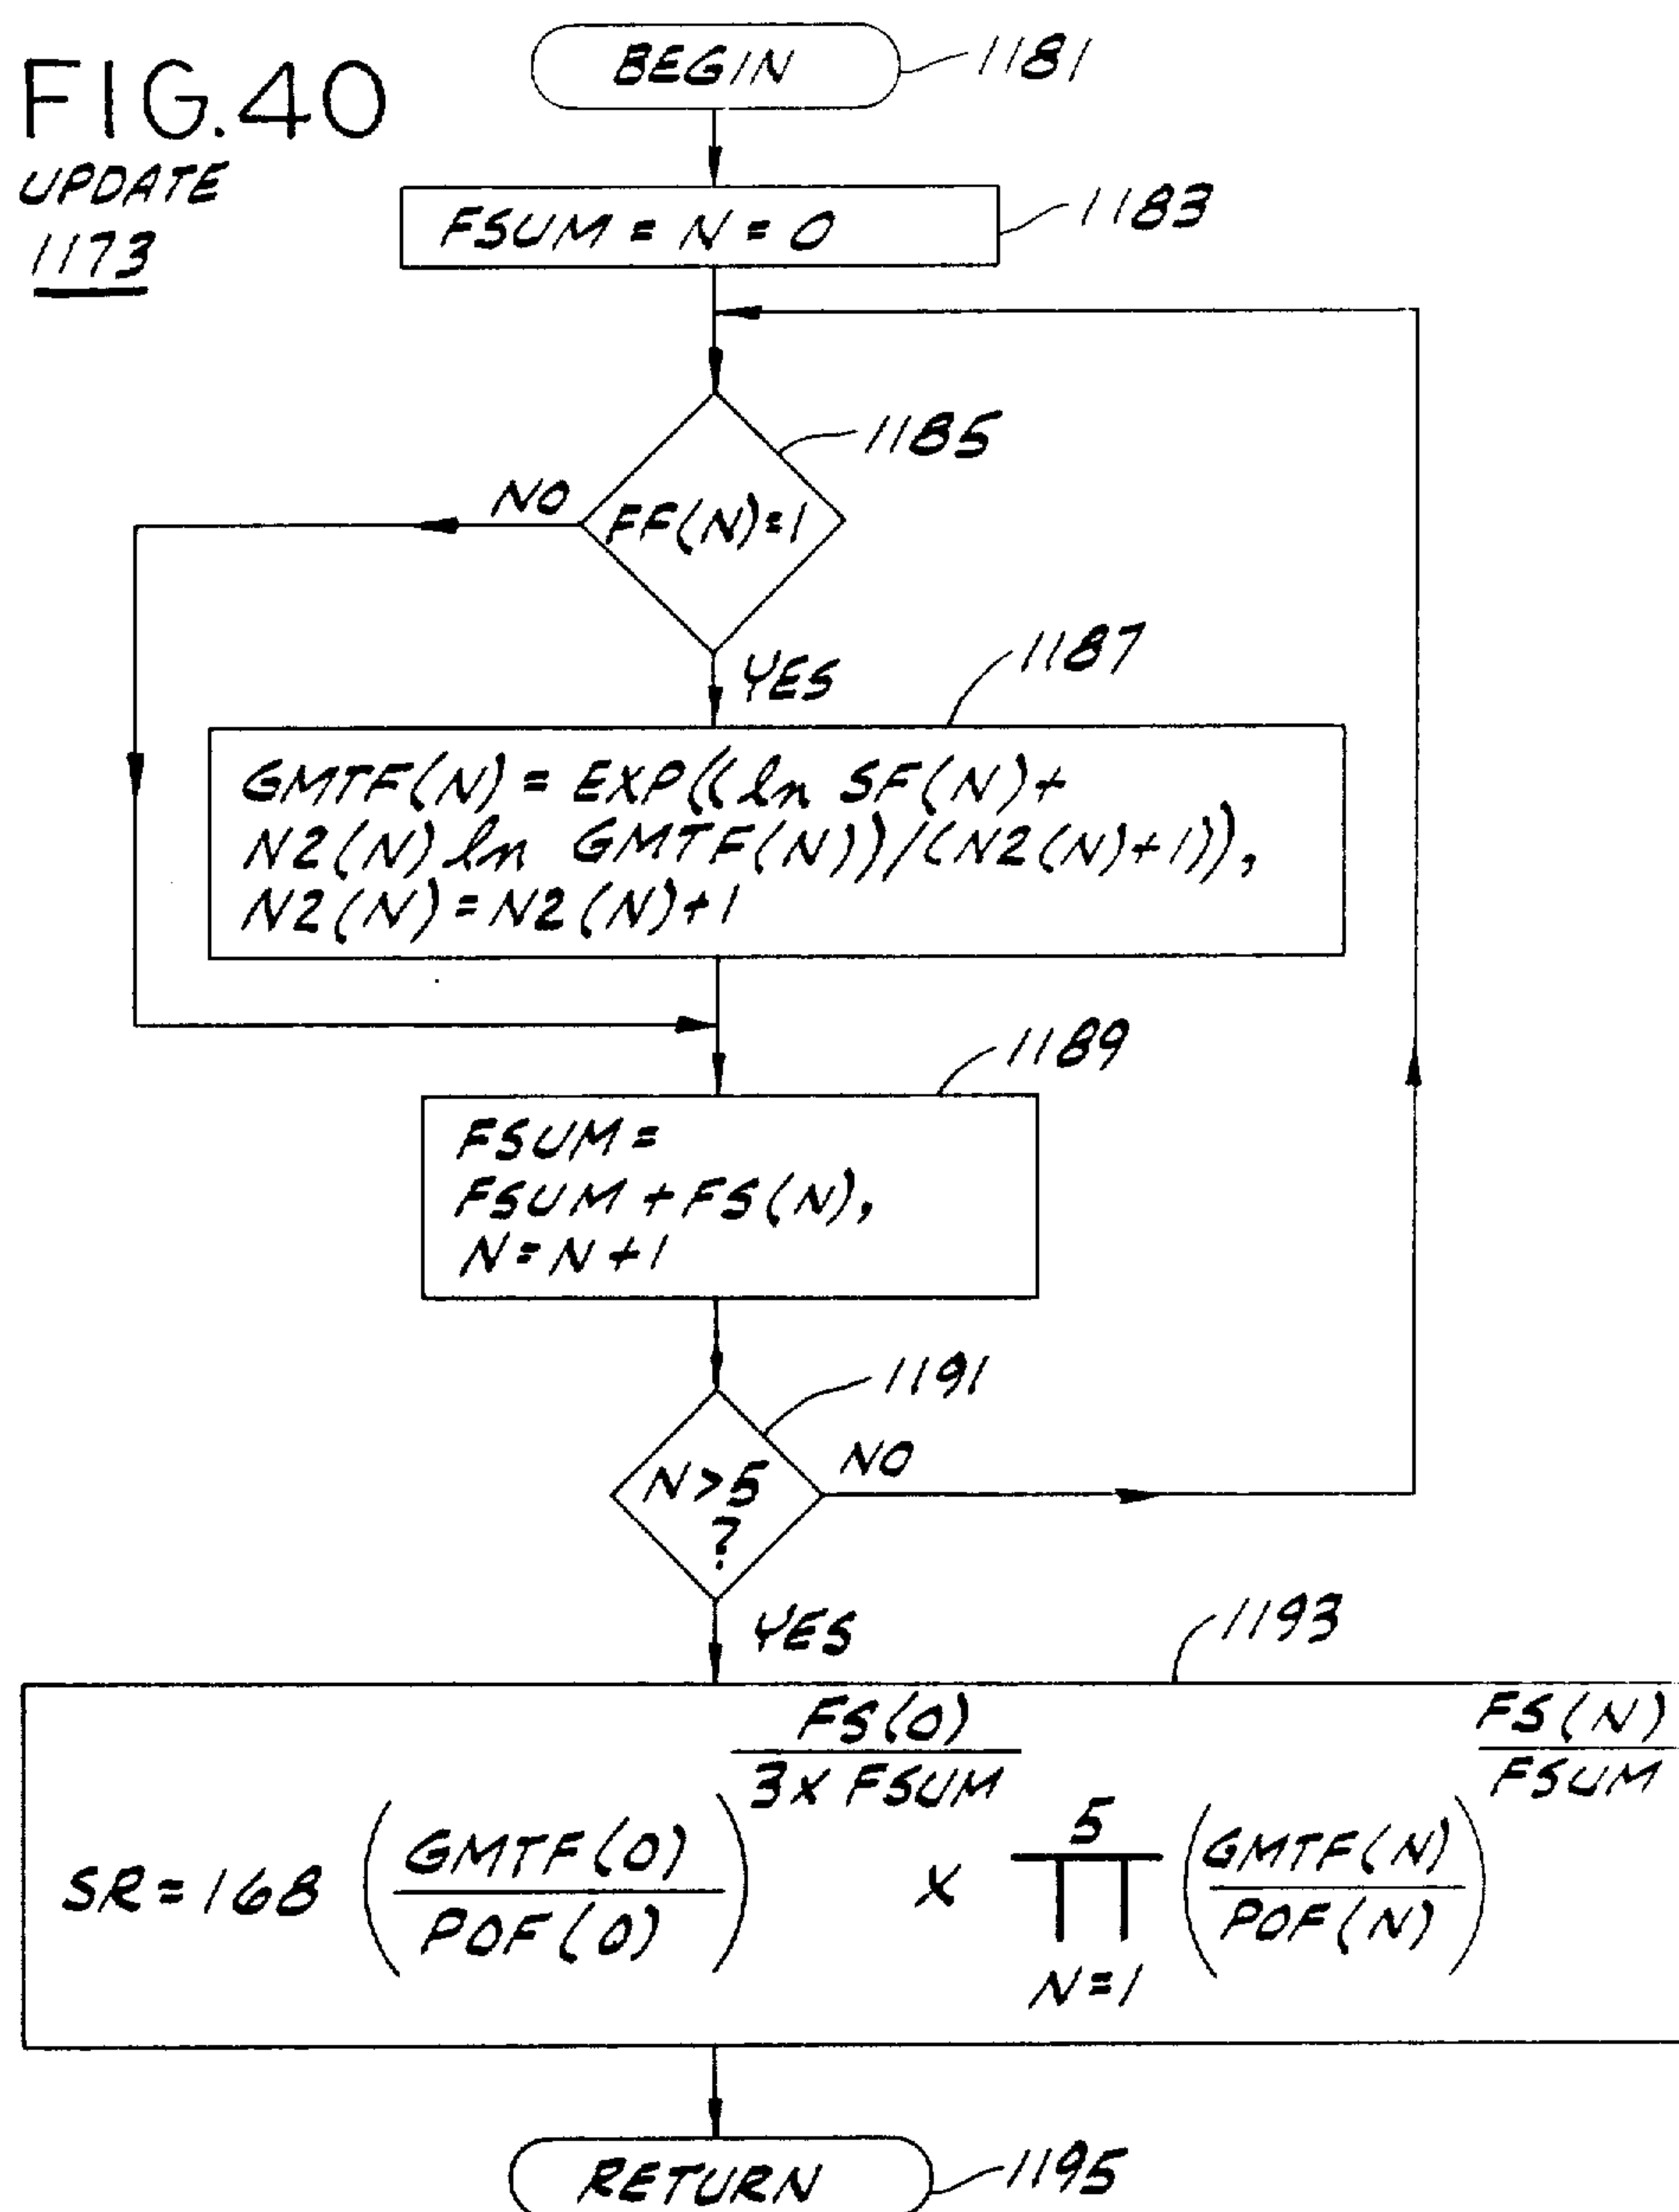 FIG.40
UPDATE
1173
BEGIN
1181
FSUM = N = 0
1183
1185
FF(N)=1
NO
YES
1187
GMTF(N) = EXP((ln SF(N)+
N2(N) ln GMTF(N))/(N2(N)+1)),
N2(N)=N2(N)+1
1189
FSUM =
FSUM + FS(N),
N = N + 1
1191
N>5
?
NO
YES
1193
FS(0)
3x FSUM
FS(N)
FSUM
SR = 168 (GMTF(0)
POF(0)) x
5
∏
N=1
(GMTF(N)
POF(N))
RETURN
1195